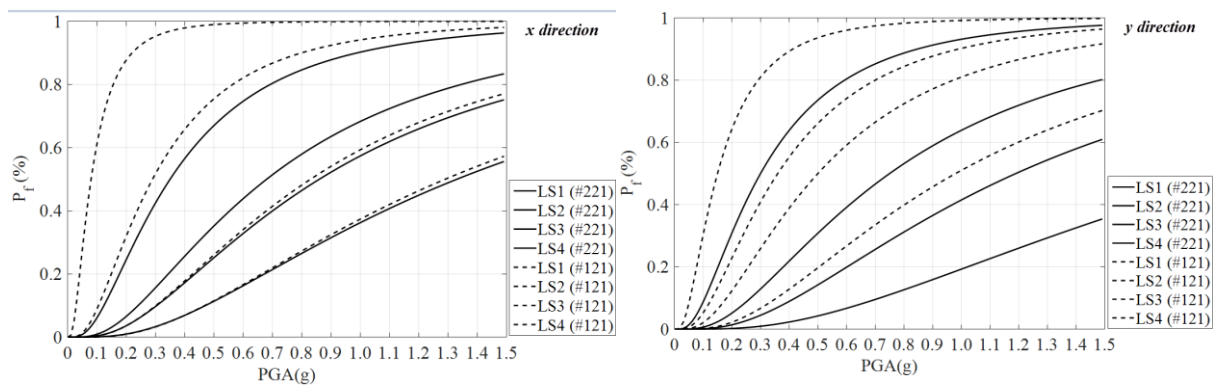 x direction
1
0.8
0.6
0.4
0.2
0
P_f (%)
0 0.1 0.2 0.3 0.4 0.5 0.6 0.7 0.8 0.9 1.0 1.1 1.2 1.3 1.4 1.5
PGA(g)
LS1 (#221)
LS2 (#221)
LS3 (#221)
LS4 (#221)
LS1 (#121)
LS2 (#121)
LS3 (#121)
LS4 (#121)
y direction
1
0.8
0.6
0.4
0.2
0
P_f (%)
0 0.1 0.2 0.3 0.4 0.5 0.6 0.7 0.8 0.9 1.0 1.1 1.2 1.3 1.4 1.5
PGA(g)
LS1 (#221)
LS2 (#221)
LS3 (#221)
LS4 (#221)
LS1 (#121)
LS2 (#121)
LS3 (#121)
LS4 (#121)